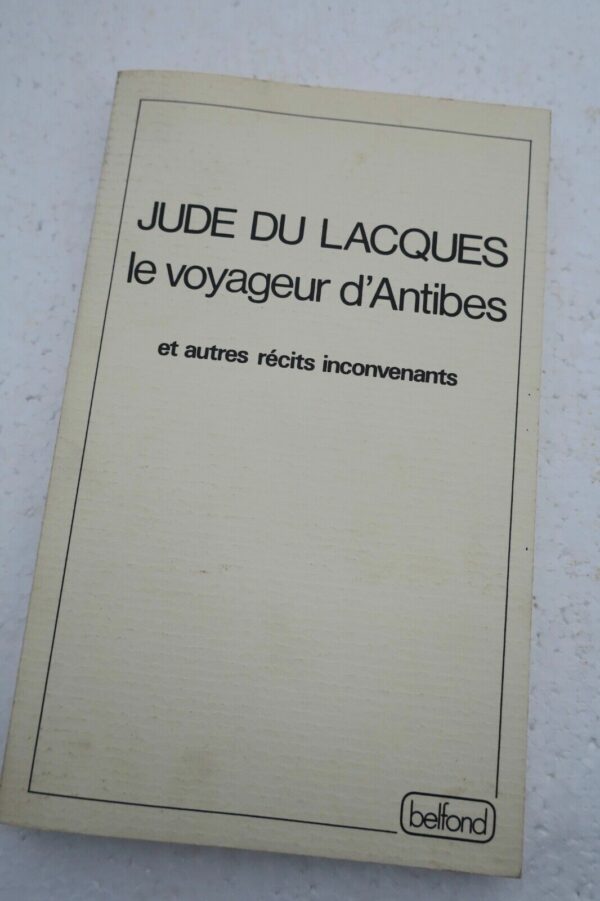 JUDE DU LACQUES
le voyageur d'Antibes
et autres récits inconvenants
belfond